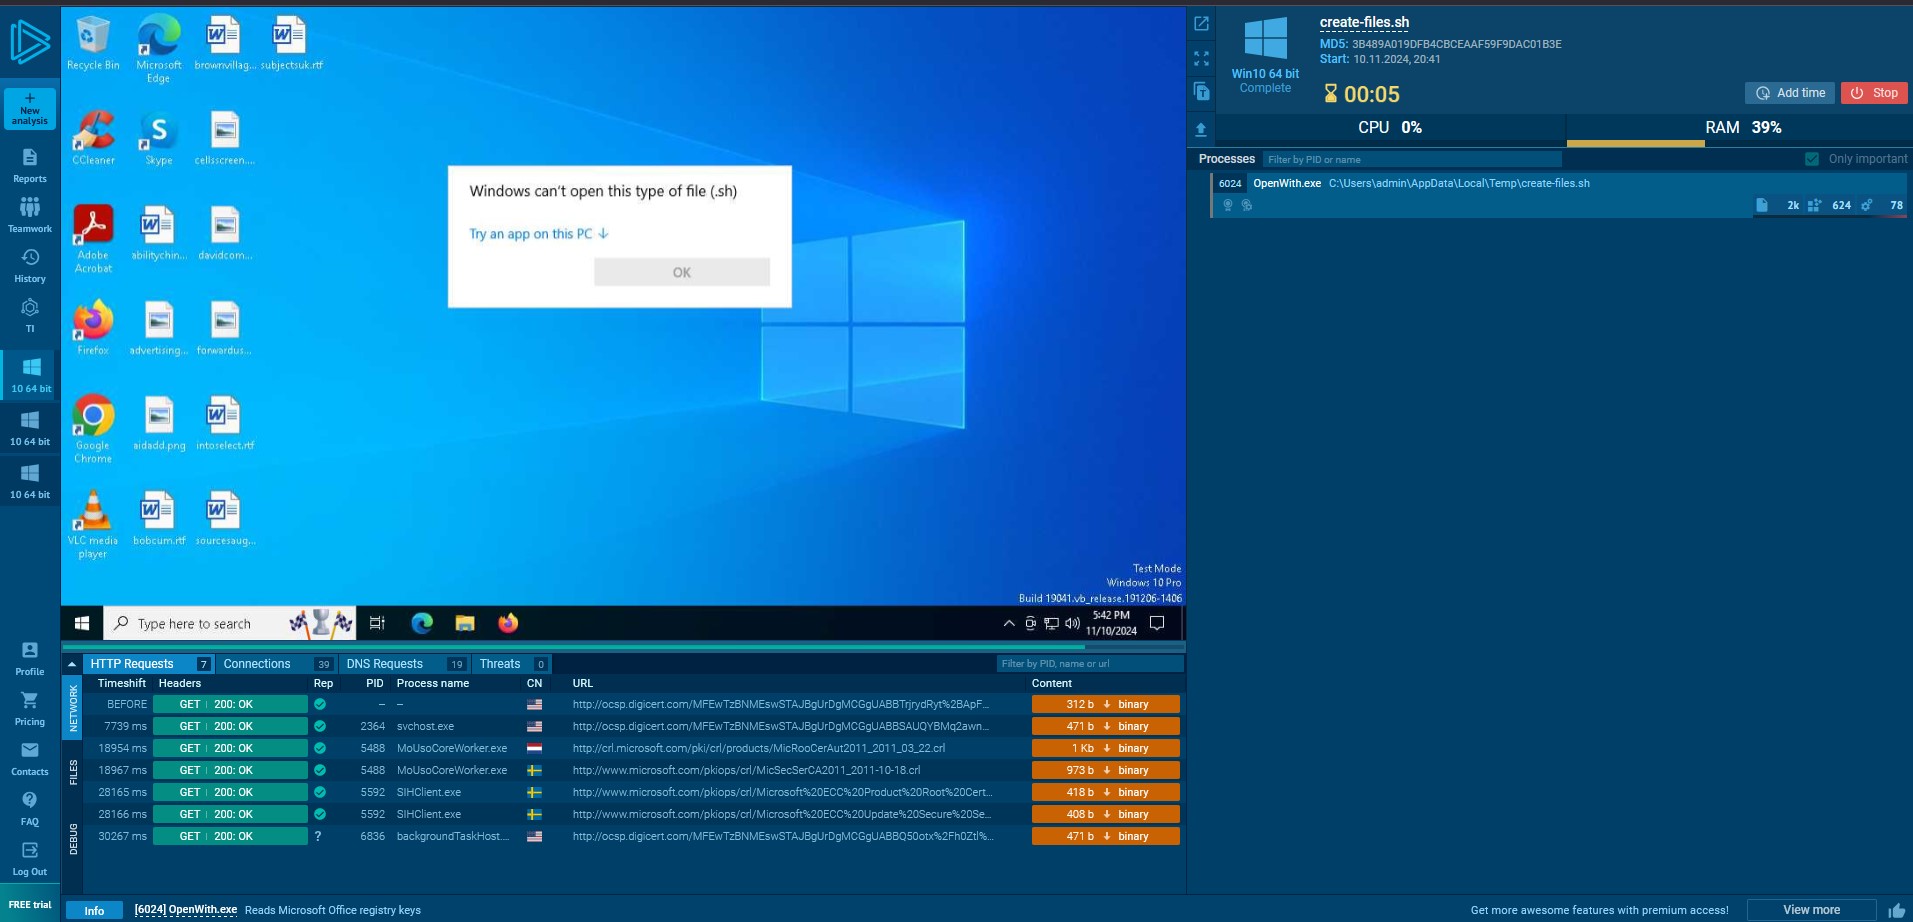 New
analysis
Reports
Teamwork
History
TI
10 64 bit
10 64 bit
10 64 bit
Profile
Pricing
Contacts
FAQ
Log Out
FREE trial
Recycle Bin
Microsoft
Edge
brownvillag...
subjectsuk.rtf
CCleaner
Skype
cellsscreen....
Adobe
Acrobat
abilitychin...
davidcom...
Firefox
advertising...
forwardus...
Google
Chrome
aidadd.png
intoselect.rtf
VLC media
player
bobcum.rtf
sourcesaug...
Windows can't open this type of file (.sh)
Try an app on this PC ↓
OK
Test Mode
Windows 10 Pro
Build 19041.vb_release.191206-1406
Type here to search
5:42 PM
11/10/2024
create-files.sh
MD5: 3B489A019DFB4CBCEAAF59F9DAC01B3E
Start: 10.11.2024, 20:41
Win10 64 bit
Complete
00:05
Add time
Stop
CPU 0%
RAM 39%
Processes
Filter by PID or name
Only important
6024 OpenWith.exe C:\Users\admin\AppData\Local\Temp\create-files.sh
2k 624 78
HTTP Requests 7 Connections 39 DNS Requests 19 Threats 0
Filter by PID, name or url
NETWORK
FILES
DEBUG
Timeshift Headers Rep PID Process name CN URL Content
BEFORE GET 200: OK – – http://ocsp.digicert.com/MFEwTzBNMEswSTAJBgUrDgMCGgUABBTrjrydRyt%2BApF... 312 b ↓ binary
7739 ms GET 200: OK 2364 svchost.exe http://ocsp.digicert.com/MFEwTzBNMEswSTAJBgUrDgMCGgUABBSAUQYBMq2awn... 471 b ↓ binary
18954 ms GET 200: OK 5488 MoUsoCoreWorker.exe http://crl.microsoft.com/pki/crl/products/MicRooCerAut2011_2011_03_22.crl 1 Kb ↓ binary
18967 ms GET 200: OK 5488 MoUsoCoreWorker.exe http://www.microsoft.com/pkiops/crl/MicSecSerCA2011_2011-10-18.crl 973 b ↓ binary
28165 ms GET 200: OK 5592 SIHClient.exe http://www.microsoft.com/pkiops/crl/Microsoft%20ECC%20Product%20Root%20Cert... 418 b ↓ binary
28166 ms GET 200: OK 5592 SIHClient.exe http://www.microsoft.com/pkiops/crl/Microsoft%20ECC%20Update%20Secure%20Se... 408 b ↓ binary
30267 ms GET 200: OK ? 6836 backgroundTaskHost.... http://ocsp.digicert.com/MFEwTzBNMEswSTAJBgUrDgMCGgUABBQ50otx%2Fh0Ztl%... 471 b ↓ binary
Info [6024] OpenWith.exe Reads Microsoft Office registry keys
Get more awesome features with premium access!
View more